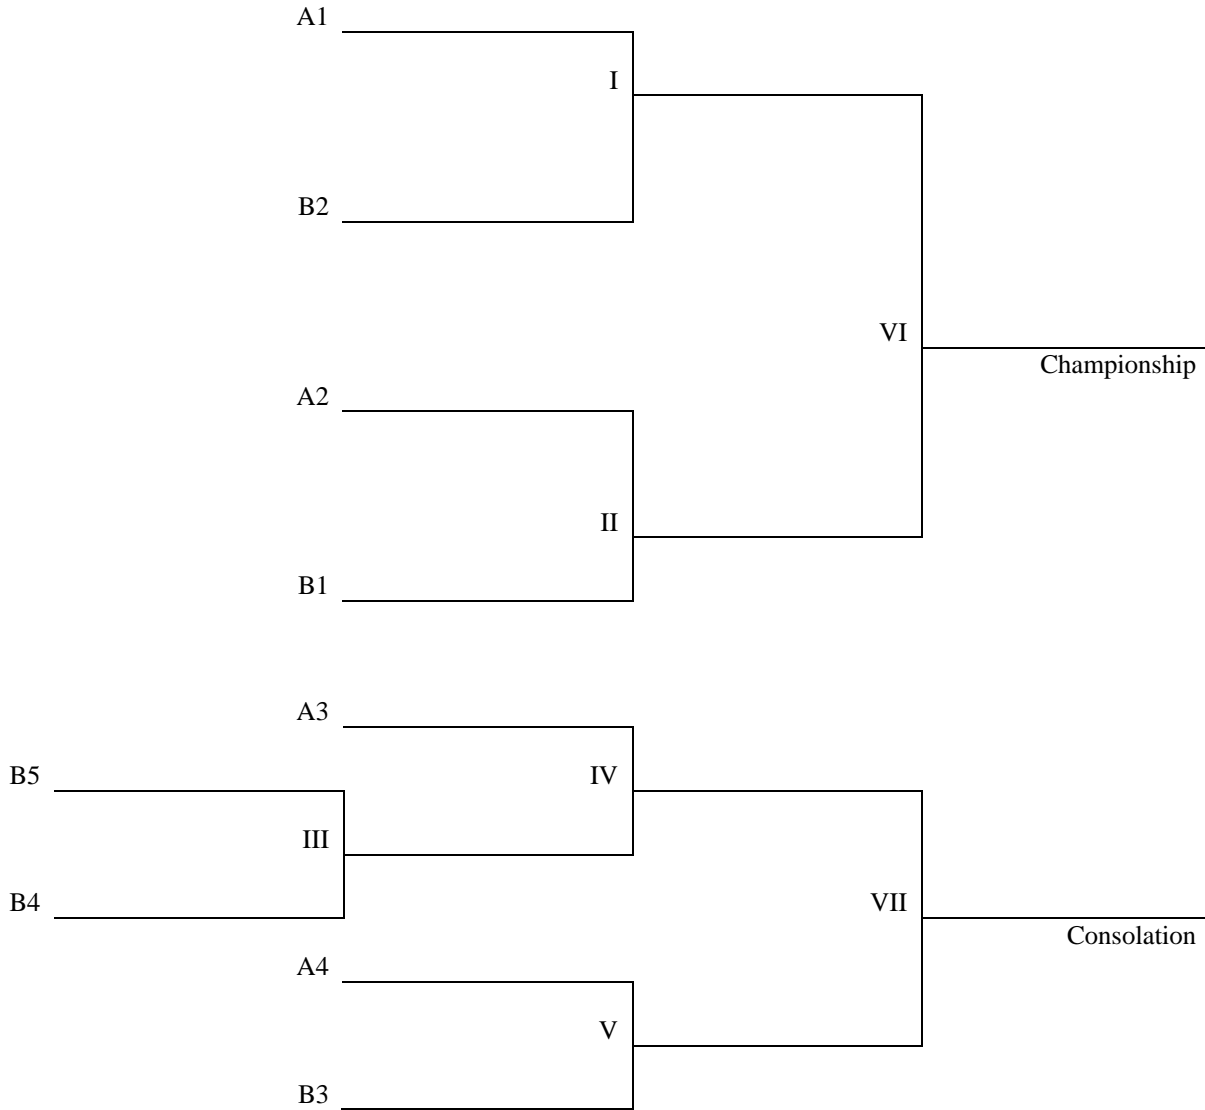 A1
I
B2
VI
Championship
A2
II
B1
A3
B5
IV
III
B4
VII
Consolation
A4
V
B3